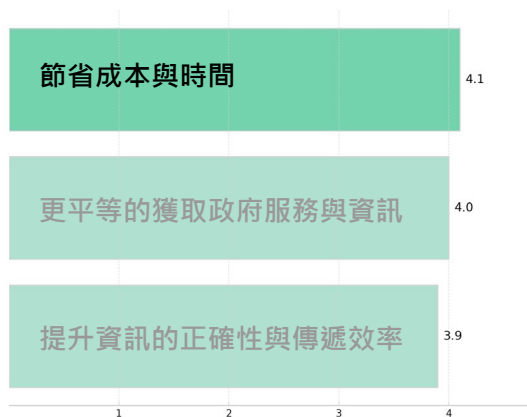 節省成本與時間
4.1
更平等的獲取政府服務與資訊
4.0
提升資訊的正確性與傳遞效率
3.9
1 2 3 4